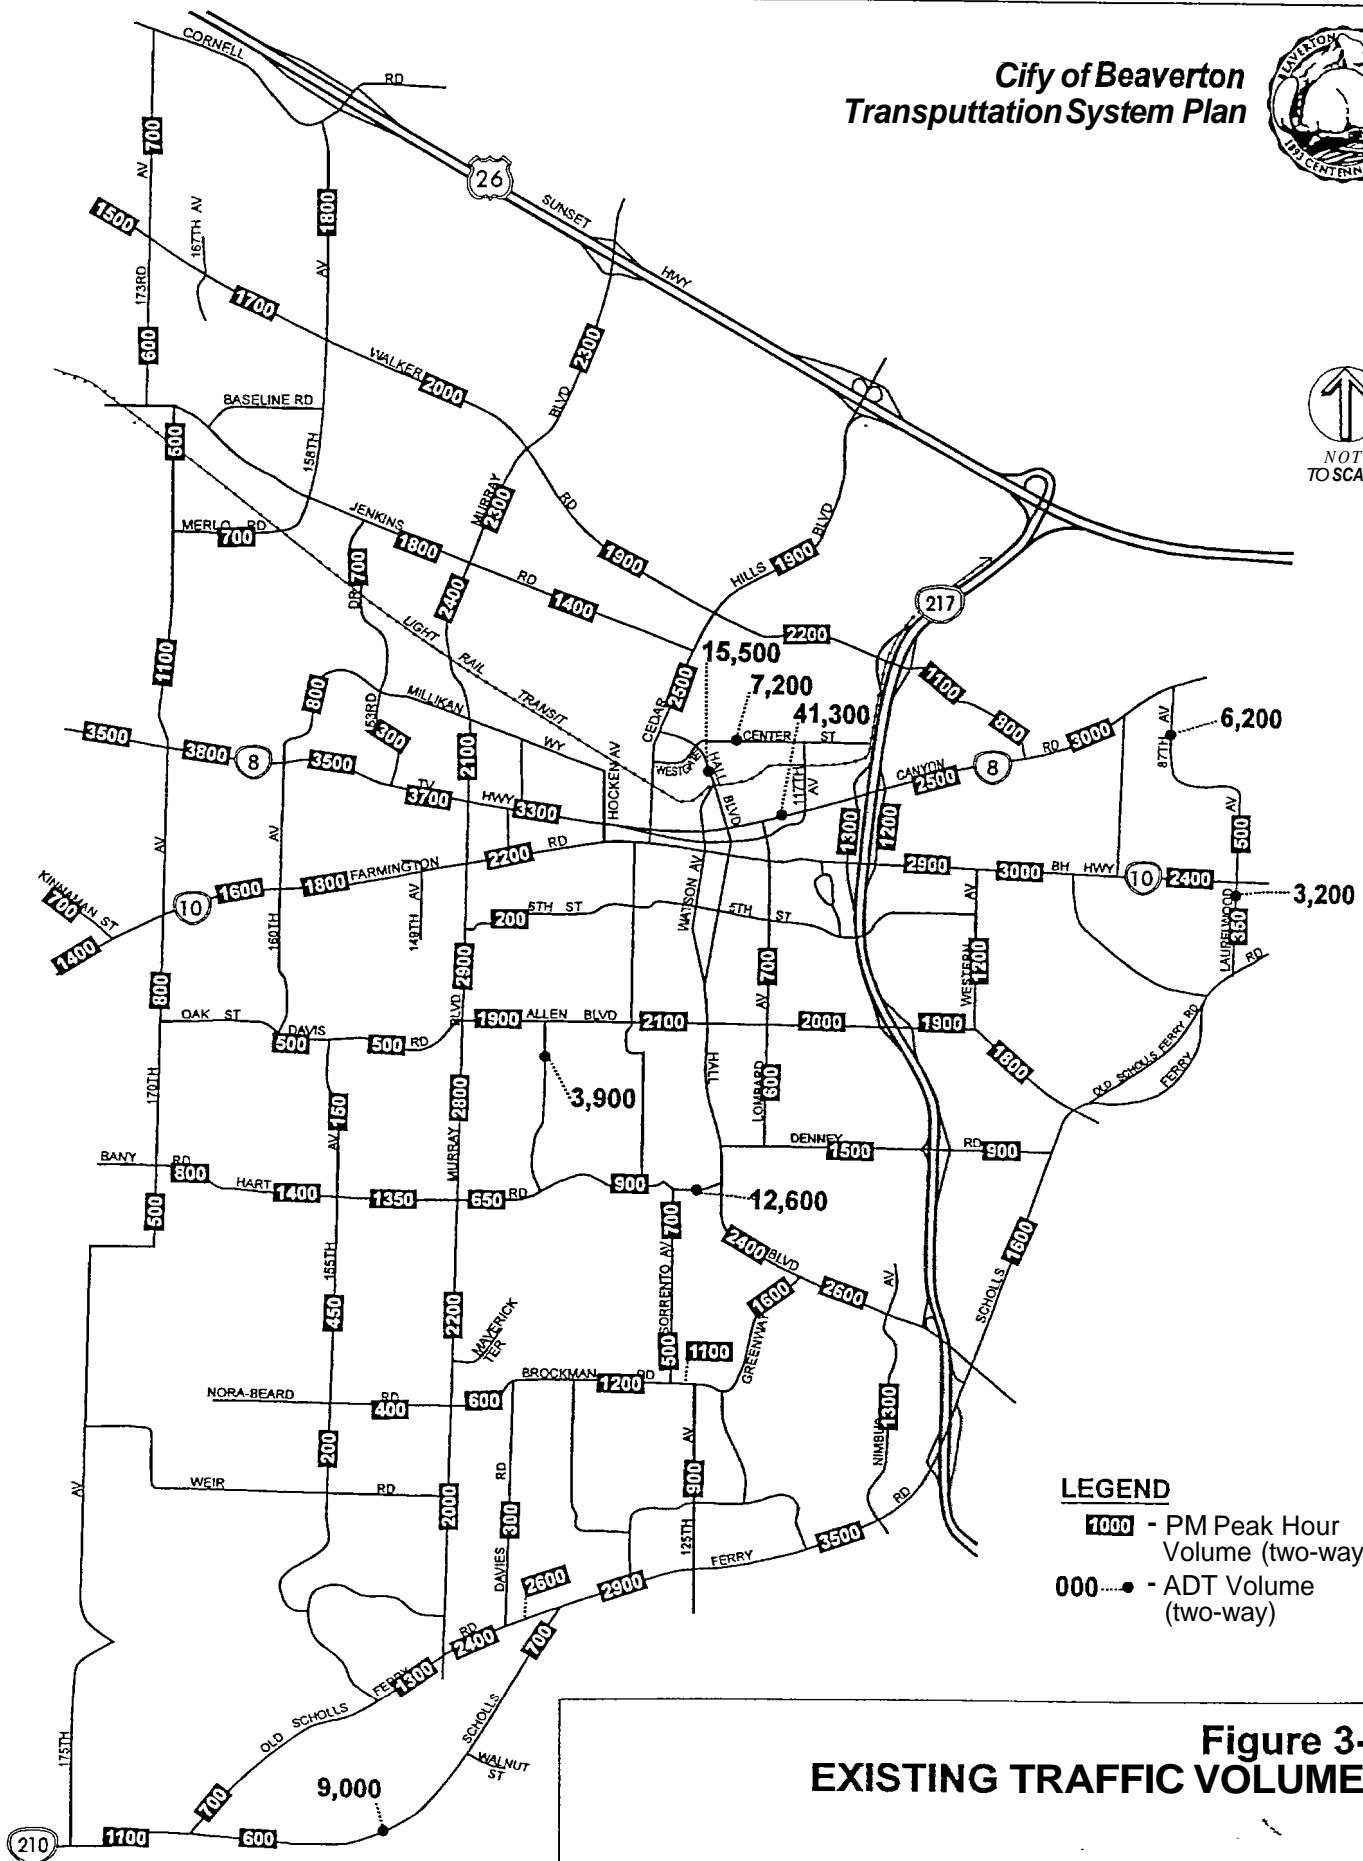 City of Beaverton
Transputtation System Plan
BEAVERTON
1893 CENTENN
CORNELL
RD
26
SUNSET
HWY
700
AV
1800
1500
167TH AV
173RD
AV
1700
600
WALKER
2000
2300
BLVD
NOT
TO SCA
BASELINE RD
600
158TH
MURRAY
2300
RD
JENKINS
MERLO RD
700
1800
700
DR
2400
RD
1400
1900
HILLS
1900
BLVD
217
LIGHT
RAIL
TRANSIT
2200
1100
15,500
7,200
41,300
1100
800
800
MILLIKAN
WY
153RD
300
2500
CEDAR
CENTER ST
WESTGATE
HALL
BLVD
117TH
AV
6,200
87TH
AV
AV
3500
3800
8
3500
TV
3700
HWY
3300
2100
HOCKEN AV
CANYON
2500
8
RD
3000
1300
1200
500
KINNAMAN ST
700
1400
10
1600
1800
FARMINGTON
2200
RD
AV
160TH
AV
149TH
AV
WATSON AV
2900
3000
BH
HWY
10
2400
3,200
350
LAURELWOOD
RD
200
6TH ST
5TH ST
AV
1200
WESTERN
2900
BLVD
700
AV
800
OAK ST
DAVIS
500
500
RD
1900
ALLEN BLVD
2100
2000
1900
1800
OLD SCHOLLS FERRY RD
FERRY
3,900
170TH
150
AV
2800
MURRAY
HALL
LOMBARD
600
BANY
RD
800
HART
1400
1350
650
RD
900
DENNEY
1500
RD
900
12,600
500
155TH
700
AV
2400
BLVD
2600
1600
SCHOLLS
450
2200
MAVERICK
TER
SORRENTO
500
1100
1600
GREENWAY
AV
NORA-BEARD
RD
400
600
BROCKMAN
1200
RD
1300
NIMBUS
200
WEIR
RD
AV
2000
RD
300
DAVIES
AV
900
125TH
3500
RD
FERRY
2900
2600
LEGEND
1000 - PM Peak Hour
Volume (two-way
000 - ADT Volume
(two-way)
RD
2400
1300
FERRY
700
OLD SCHOLLS
SCHOLLS
WALNUT
ST
175TH
700
9,000
210
1100
600
Figure 3-
EXISTING TRAFFIC VOLUME